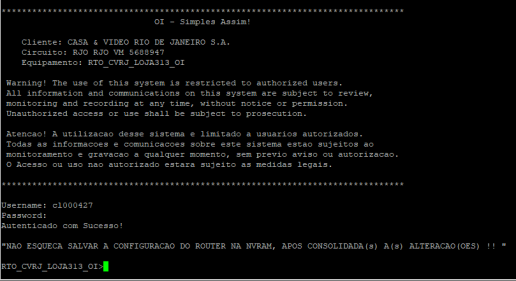 ********************************************************************************
OI - Simples Assim!
Cliente: CASA & VIDEO RIO DE JANEIRO S.A.
Circuito: RJO RJO VM 5688947
Equipamento: RTO_CVRJ_LOJA313_OI
Warning! The use of this system is restricted to authorized users.
All information and communications on this system are subject to review,
monitoring and recording at any time, without notice or permission.
Unauthorized access or use shall be subject to prosecution.
Atencao! A utilizacao desse sistema e limitado a usuarios autorizados.
Todas as informacoes e comunicacoes sobre este sistema estao sujeitos ao
monitoramento e gravacao a qualquer momento, sem previo aviso ou autorizacao.
O Acesso ou uso nao autorizado estara sujeito as medidas legais.
********************************************************************************
Username: cl000427
Password:
Autenticado com Sucesso!
"NAO ESQUECA SALVAR A CONFIGURACAO DO ROUTER NA NVRAM, APOS CONSOLIDADA(s) A(s) ALTERACAO(OES) !! "
RTO_CVRJ_LOJA313_OI>